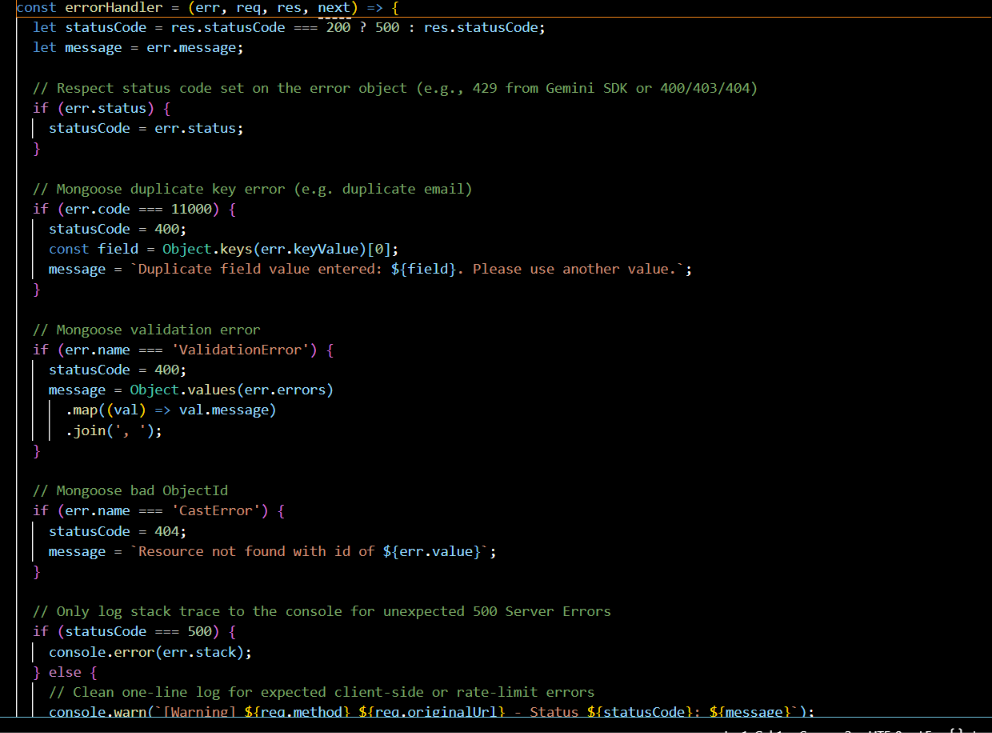 const errorHandler = (err, req, res, next) => {
let statusCode = res.statusCode === 200 ? 500 : res.statusCode;
let message = err.message;
// Respect status code set on the error object (e.g., 429 from Gemini SDK or 400/403/404)
if (err.status) {
statusCode = err.status;
}
// Mongoose duplicate key error (e.g. duplicate email)
if (err.code === 11000) {
statusCode = 400;
const field = Object.keys(err.keyValue)[0];
message = `Duplicate field value entered: ${field}. Please use another value.`;
}
// Mongoose validation error
if (err.name === 'ValidationError') {
statusCode = 400;
message = Object.values(err.errors)
.map((val) => val.message)
.join(', ');
}
// Mongoose bad ObjectId
if (err.name === 'CastError') {
statusCode = 404;
message = `Resource not found with id of ${err.value}`;
}
// Only log stack trace to the console for unexpected 500 Server Errors
if (statusCode === 500) {
console.error(err.stack);
} else {
// Clean one-line log for expected client-side or rate-limit errors
console.warn(`[Warning] ${req.method} ${req.originalUrl} - Status ${statusCode}: ${message}`);